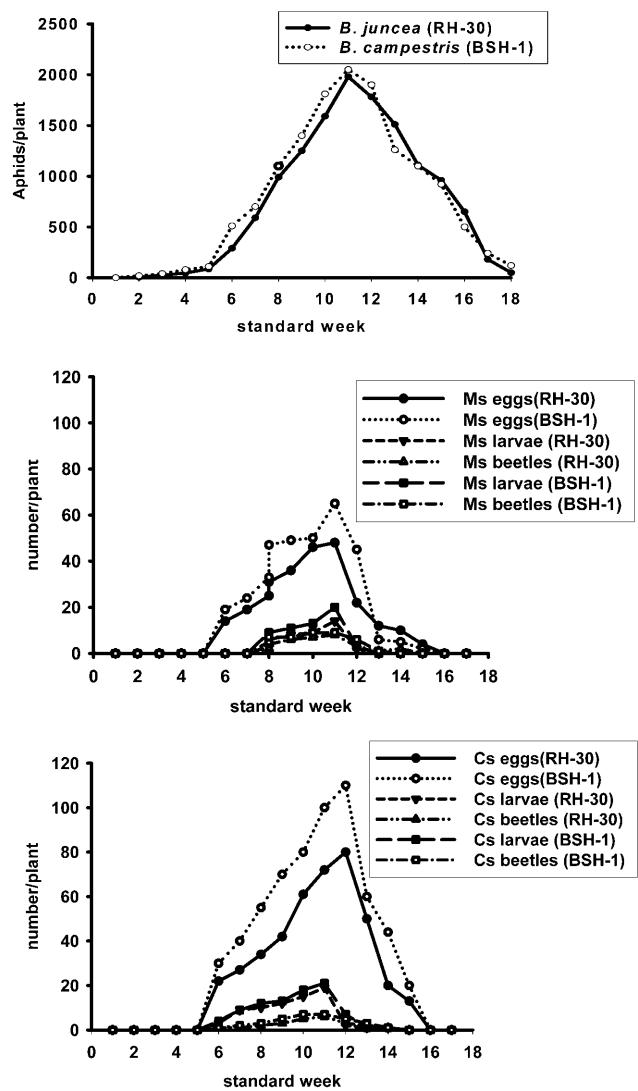 B. juncea (RH-30)
B. campestris (BSH-1)
2500
2000
1500
1000
500
0
Aphids/plant
0 2 4 6 8 10 12 14 16 18
standard week
120
100
80
60
40
20
0
number/plant
Ms eggs(RH-30)
Ms eggs(BSH-1)
Ms larvae (RH-30)
Ms beetles (RH-30)
Ms larvae (BSH-1)
Ms beetles (BSH-1)
0 2 4 6 8 10 12 14 16 18
standard week
120
100
80
60
40
20
0
number/plant
Cs eggs(RH-30)
Cs eggs(BSH-1)
Cs larvae (RH-30)
Cs beetles (RH-30)
Cs larvae (BSH-1)
Cs beetles (BSH-1)
0 2 4 6 8 10 12 14 16 18
standard week